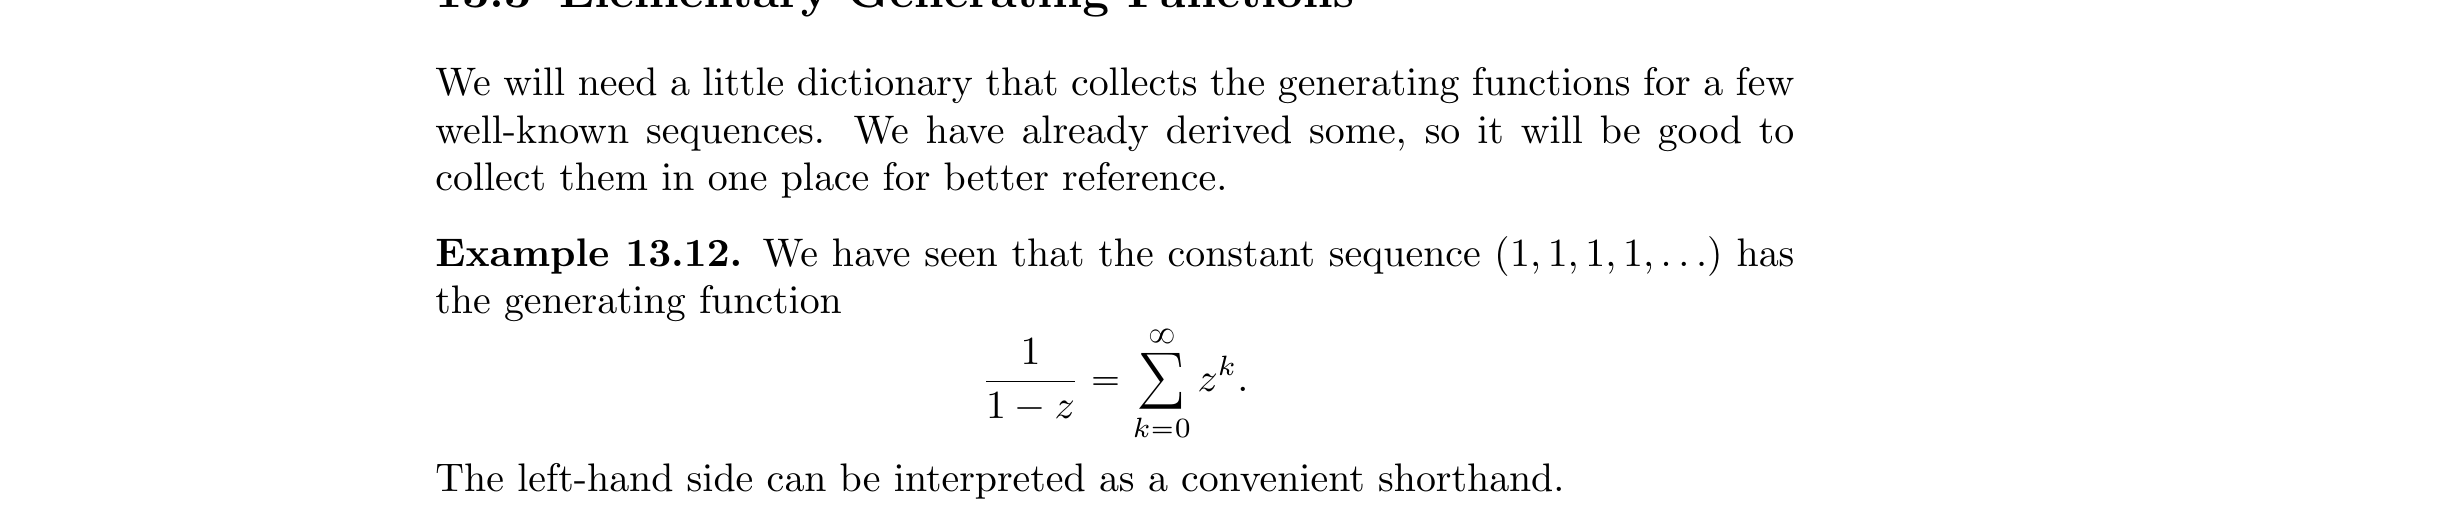 13.3 Elementary Generating Functions
We will need a little dictionary that collects the generating functions for a few
well-known sequences. We have already derived some, so it will be good to
collect them in one place for better reference.
Example 13.12. We have seen that the constant sequence (1, 1, 1, 1, . . .) has
the generating function
\frac{1}{1 − z} = \sum_{k=0}^{∞} z^k.
The left-hand side can be interpreted as a convenient shorthand.